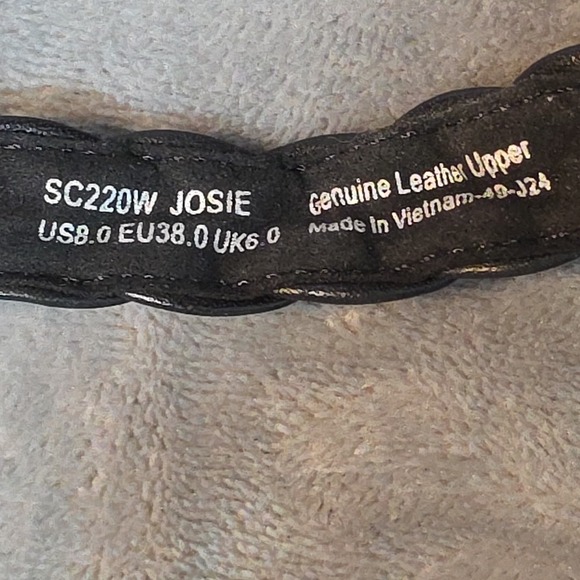 SC220W JOSIE
US8.0 EU38.0 UK6.0
Genuine Leather Upper
Made in Vietnam-49-J24